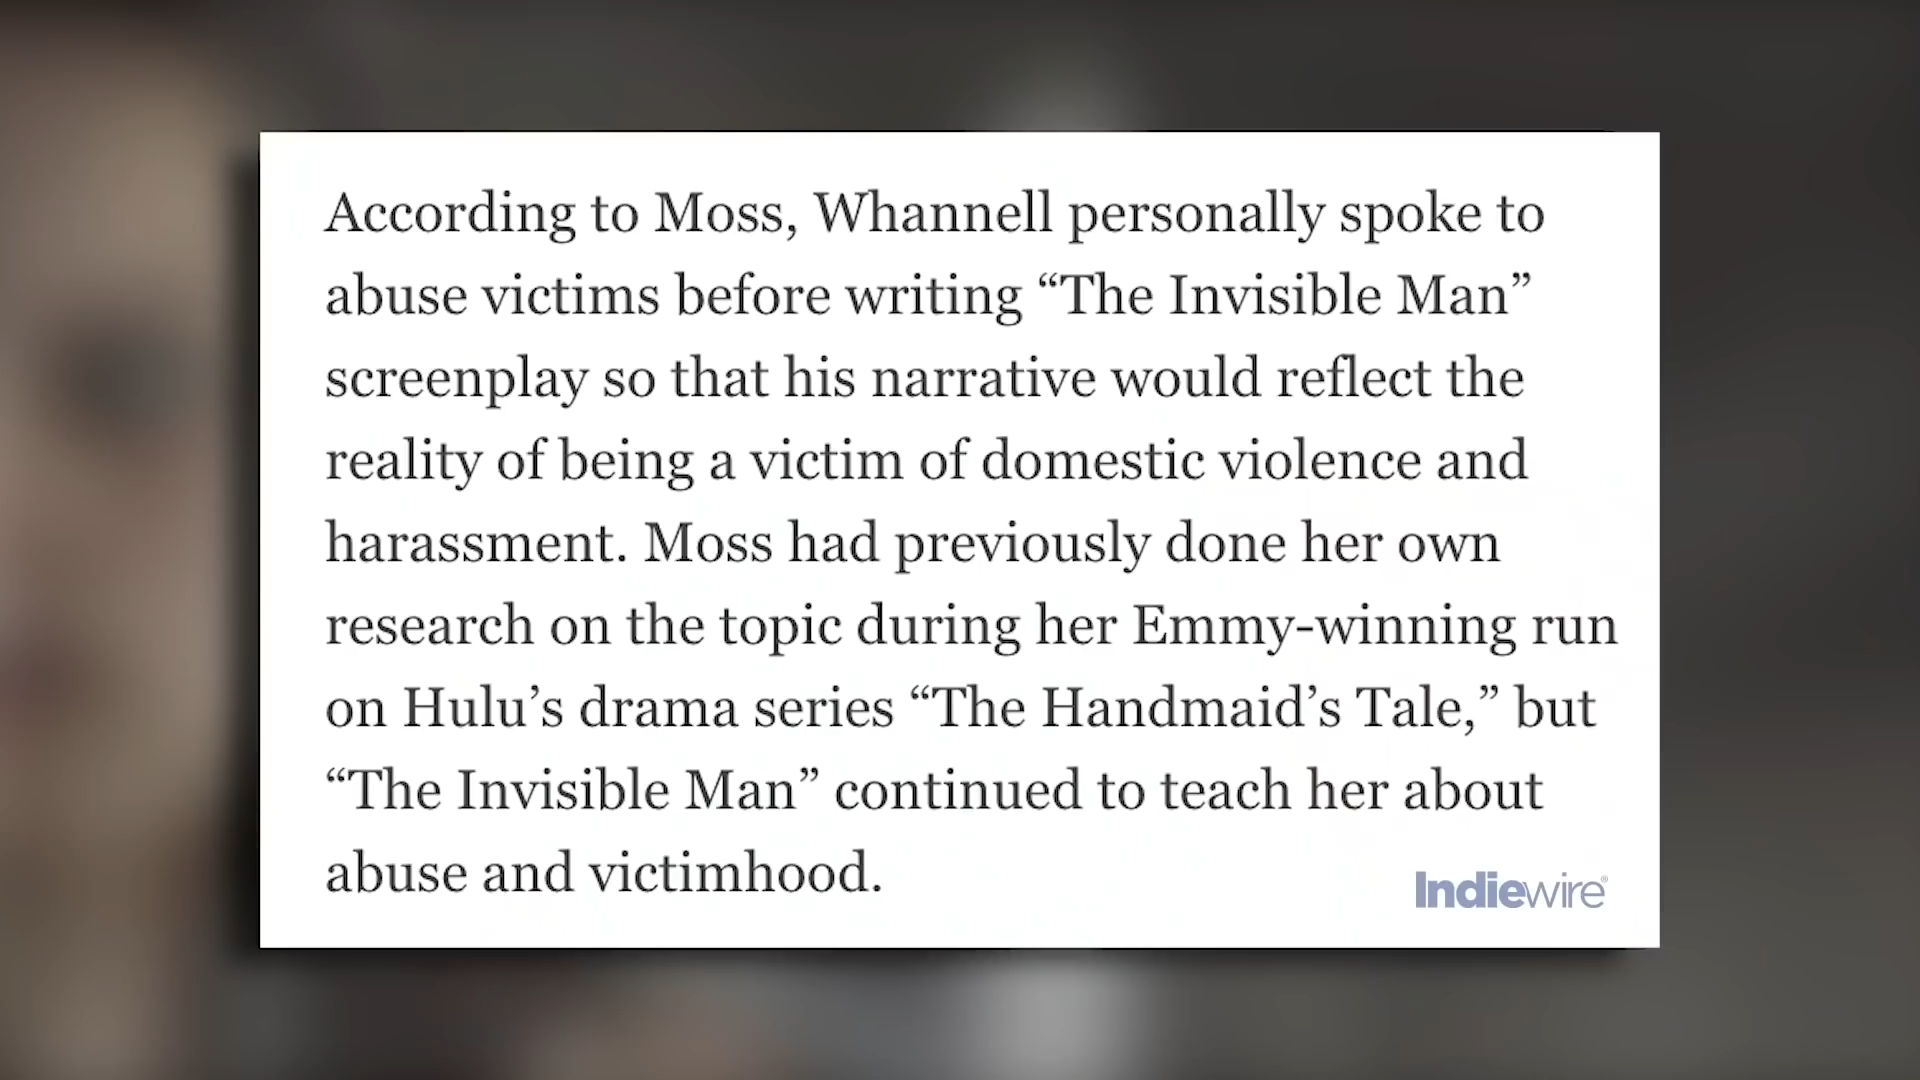 According to Moss, Whannell personally spoke to
abuse victims before writing “The Invisible Man”
screenplay so that his narrative would reflect the
reality of being a victim of domestic violence and
harassment. Moss had previously done her own
research on the topic during her Emmy-winning run
on Hulu’s drama series “The Handmaid’s Tale,” but
“The Invisible Man” continued to teach her about
abuse and victimhood.
Indiewire®